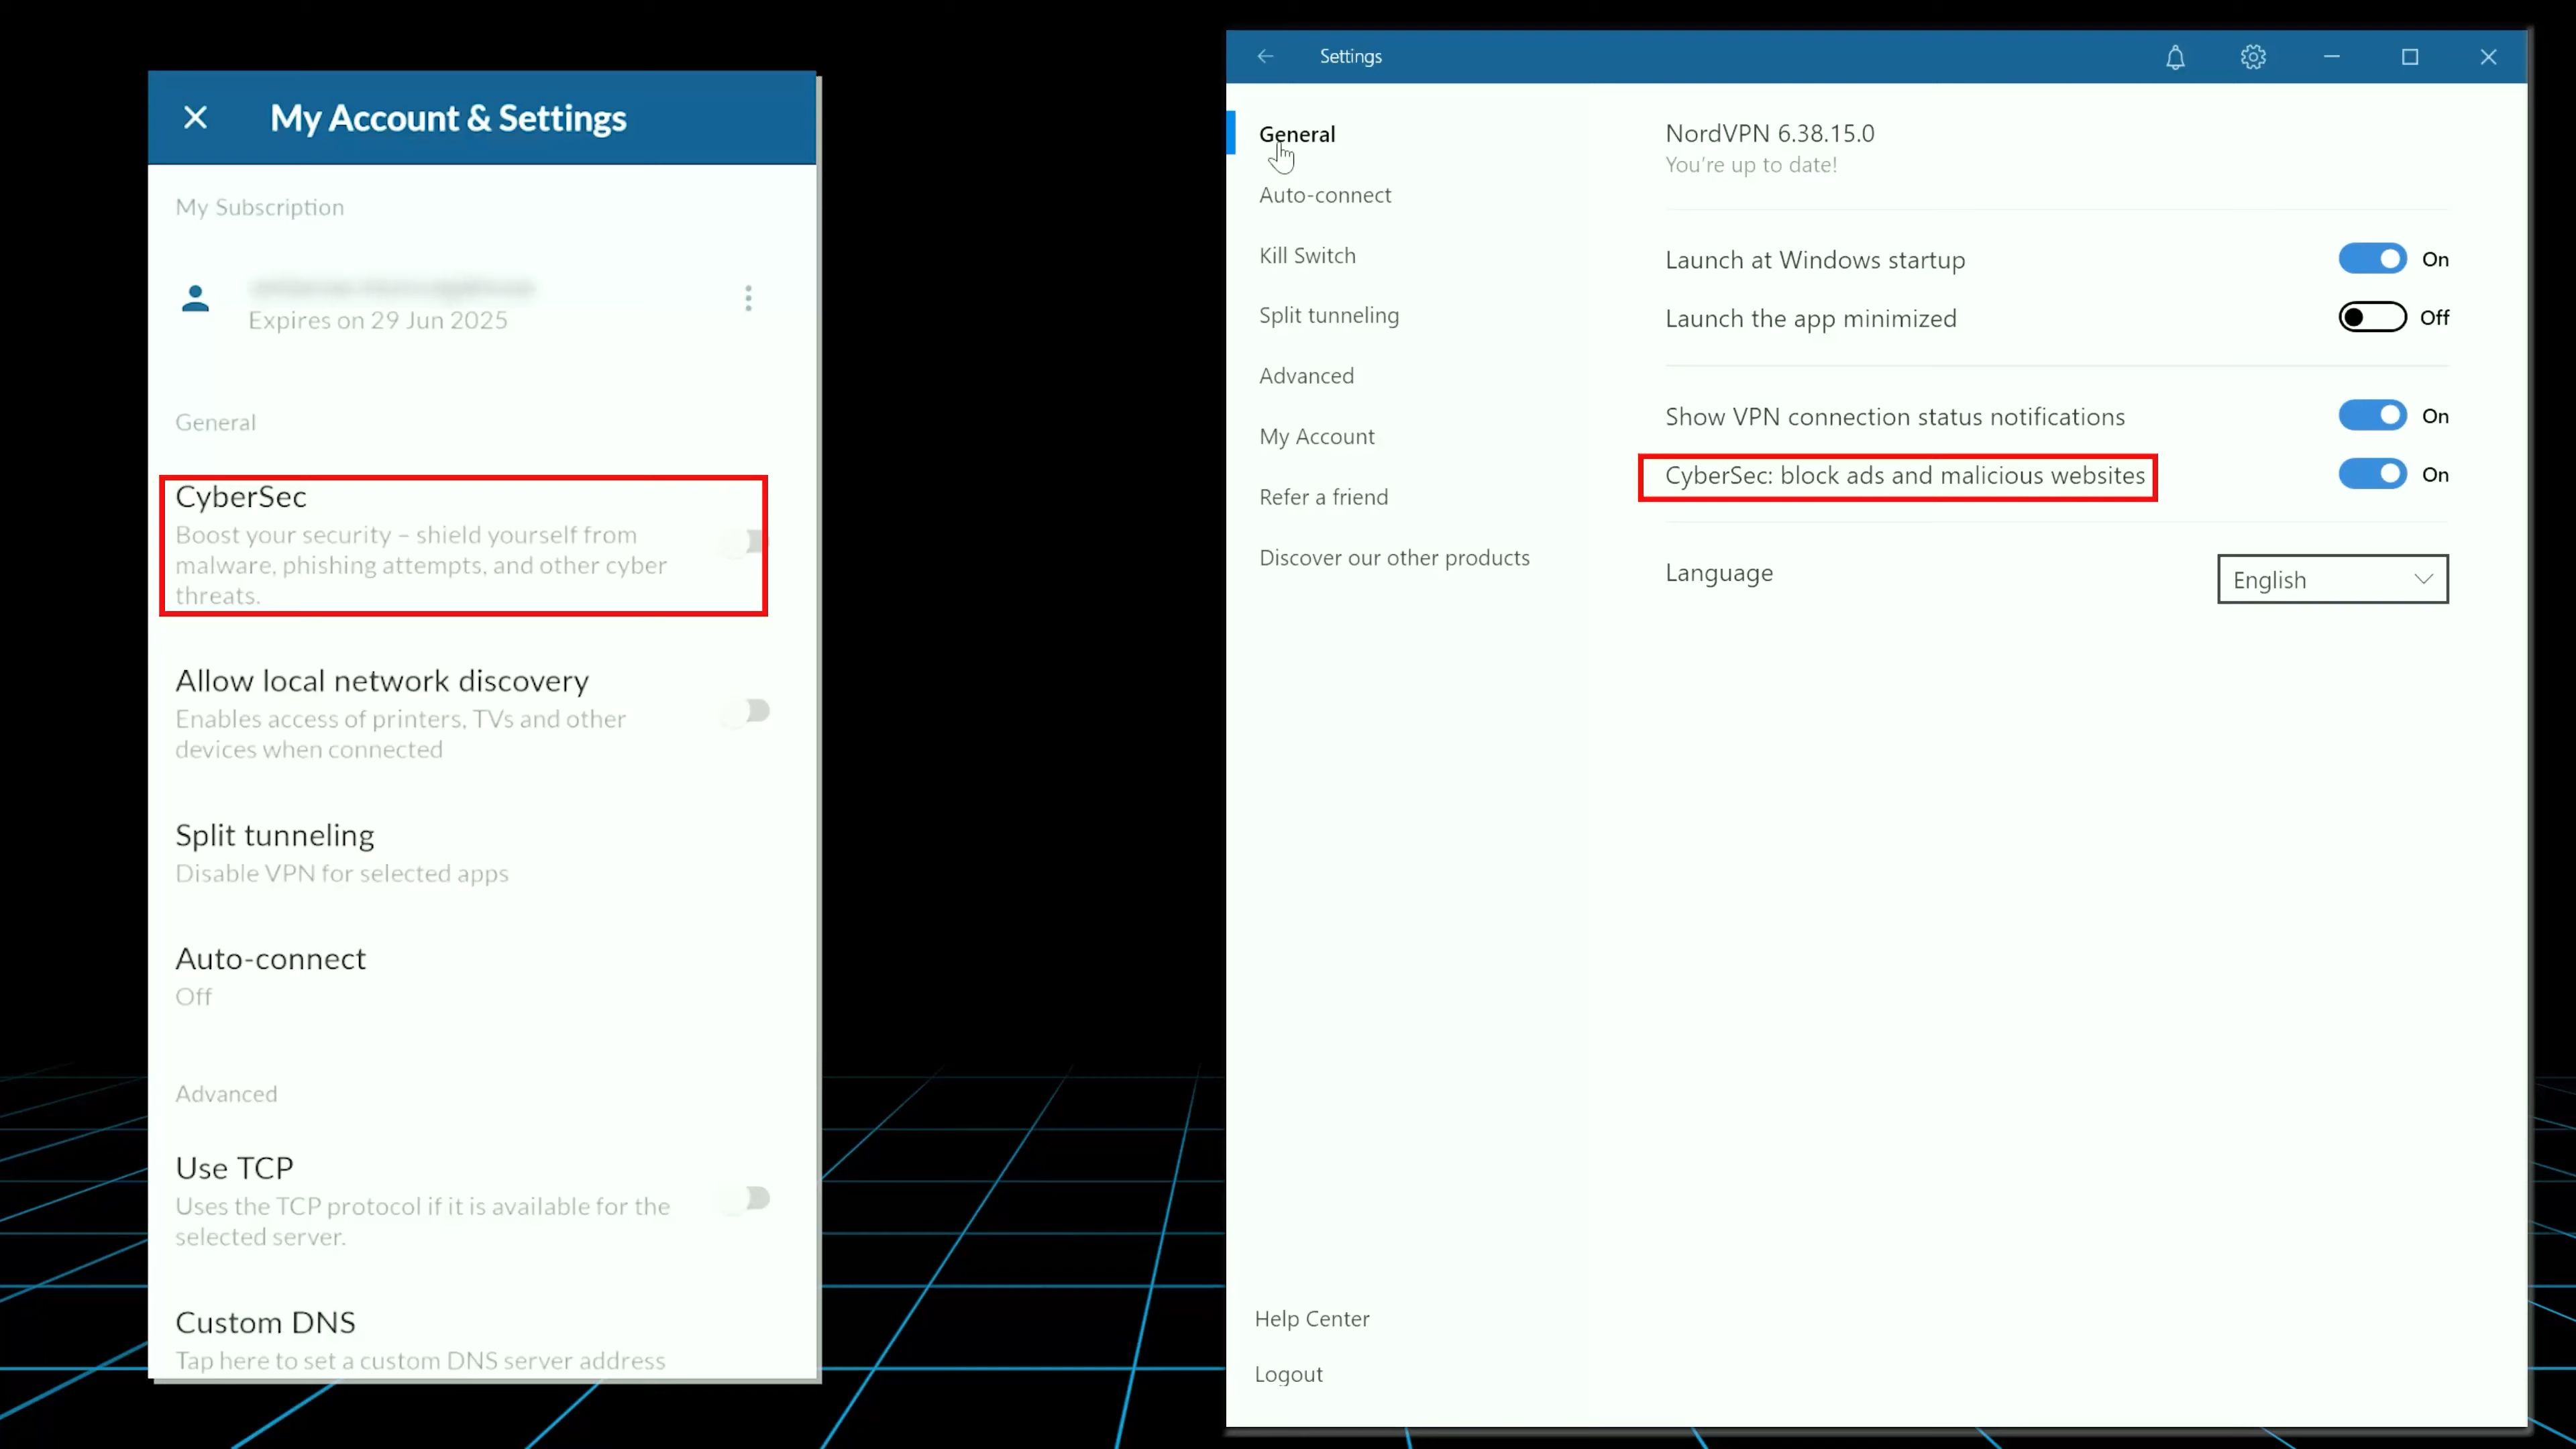 My Account & Settings
My Subscription
Expires on 29 Jun 2025
General
CyberSec
Boost your security – shield yourself from
malware, phishing attempts, and other cyber
threats.
Allow local network discovery
Enables access of printers, TVs and other
devices when connected
Split tunneling
Disable VPN for selected apps
Auto-connect
Off
Advanced
Use TCP
Uses the TCP protocol if it is available for the
selected server.
Custom DNS
Tap here to set a custom DNS server address
Settings
General
Auto-connect
Kill Switch
Split tunneling
Advanced
My Account
Refer a friend
Discover our other products
Help Center
Logout
NordVPN 6.38.15.0
You're up to date!
Launch at Windows startup On
Launch the app minimized Off
Show VPN connection status notifications On
CyberSec: block ads and malicious websites On
Language English